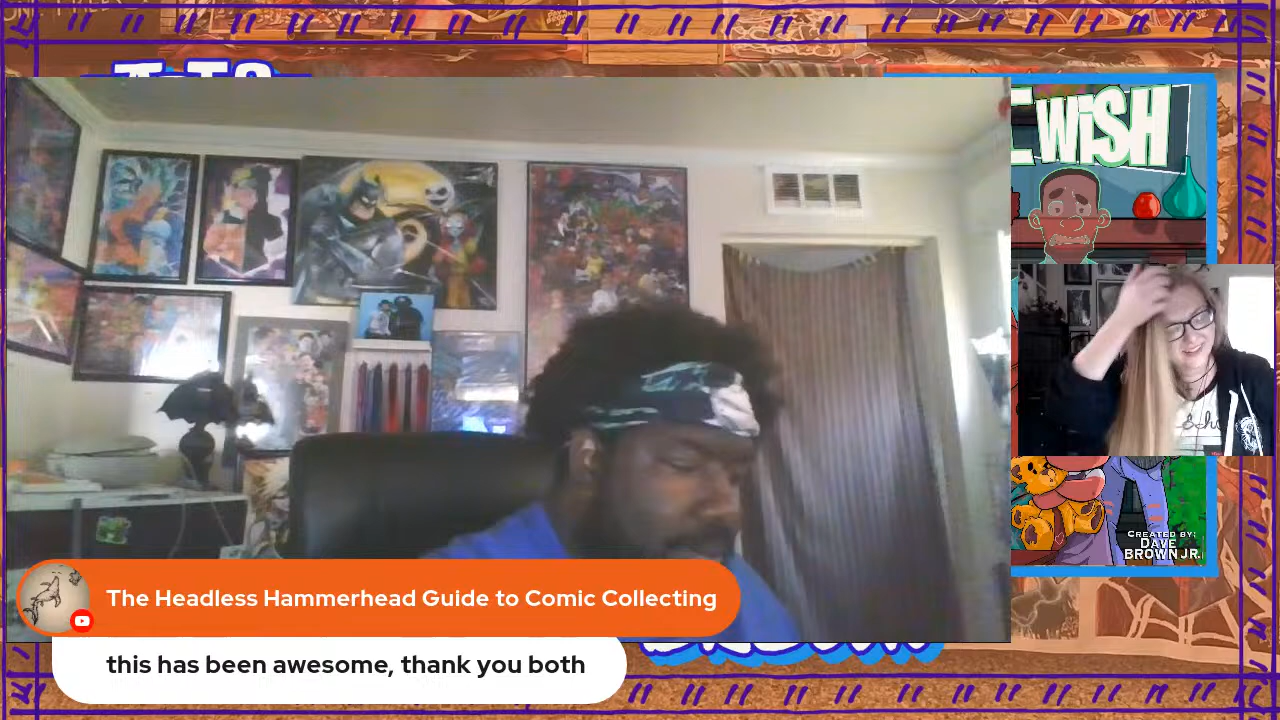 WiSH
CREATED BY:
DAVE
BROWN JR.
The Headless Hammerhead Guide to Comic Collecting
this has been awesome, thank you both